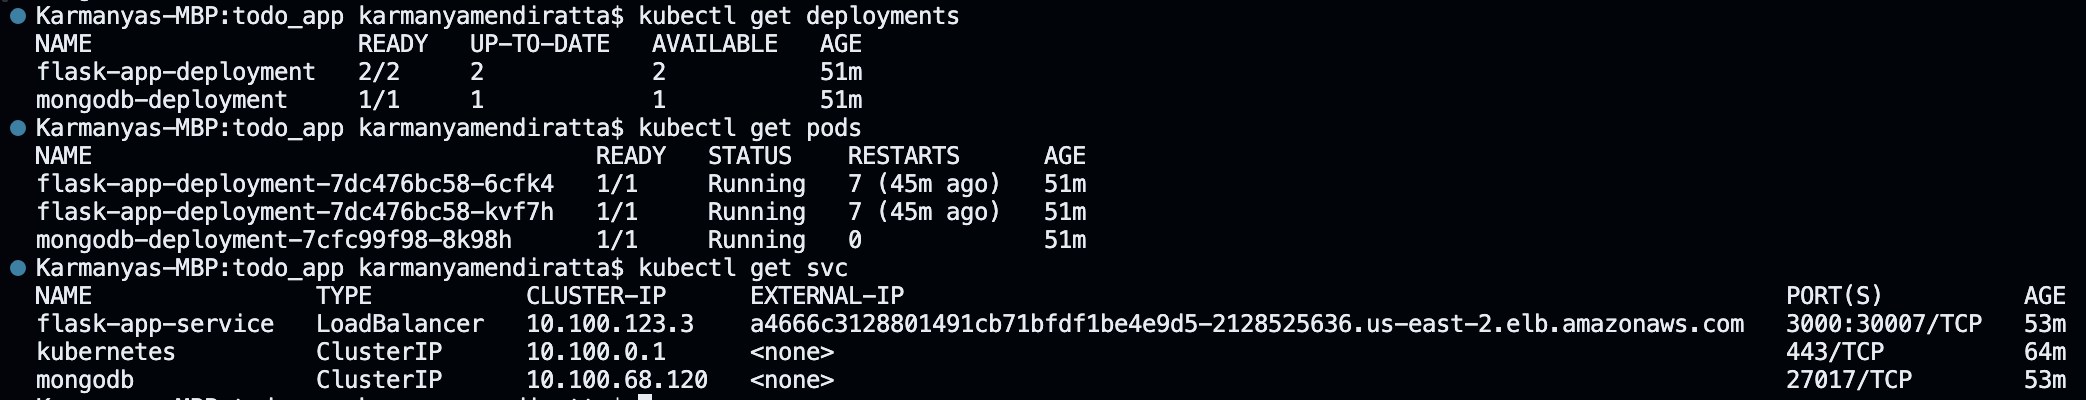 Karmanyas-MBP:todo_app karmanyamendiratta$ kubectl get deployments
NAME READY UP-TO-DATE AVAILABLE AGE
flask-app-deployment 2/2 2 2 51m
mongodb-deployment 1/1 1 1 51m
Karmanyas-MBP:todo_app karmanyamendiratta$ kubectl get pods
NAME READY STATUS RESTARTS AGE
flask-app-deployment-7dc476bc58-6cfk4 1/1 Running 7 (45m ago) 51m
flask-app-deployment-7dc476bc58-kvf7h 1/1 Running 7 (45m ago) 51m
mongodb-deployment-7cfc99f98-8k98h 1/1 Running 0 51m
Karmanyas-MBP:todo_app karmanyamendiratta$ kubectl get svc
NAME TYPE CLUSTER-IP EXTERNAL-IP PORT(S) AGE
flask-app-service LoadBalancer 10.100.123.3 a4666c3128801491cb71bfdf1be4e9d5-2128525636.us-east-2.elb.amazonaws.com 3000:30007/TCP 53m
kubernetes ClusterIP 10.100.0.1 <none> 443/TCP 64m
mongodb ClusterIP 10.100.68.120 <none> 27017/TCP 53m